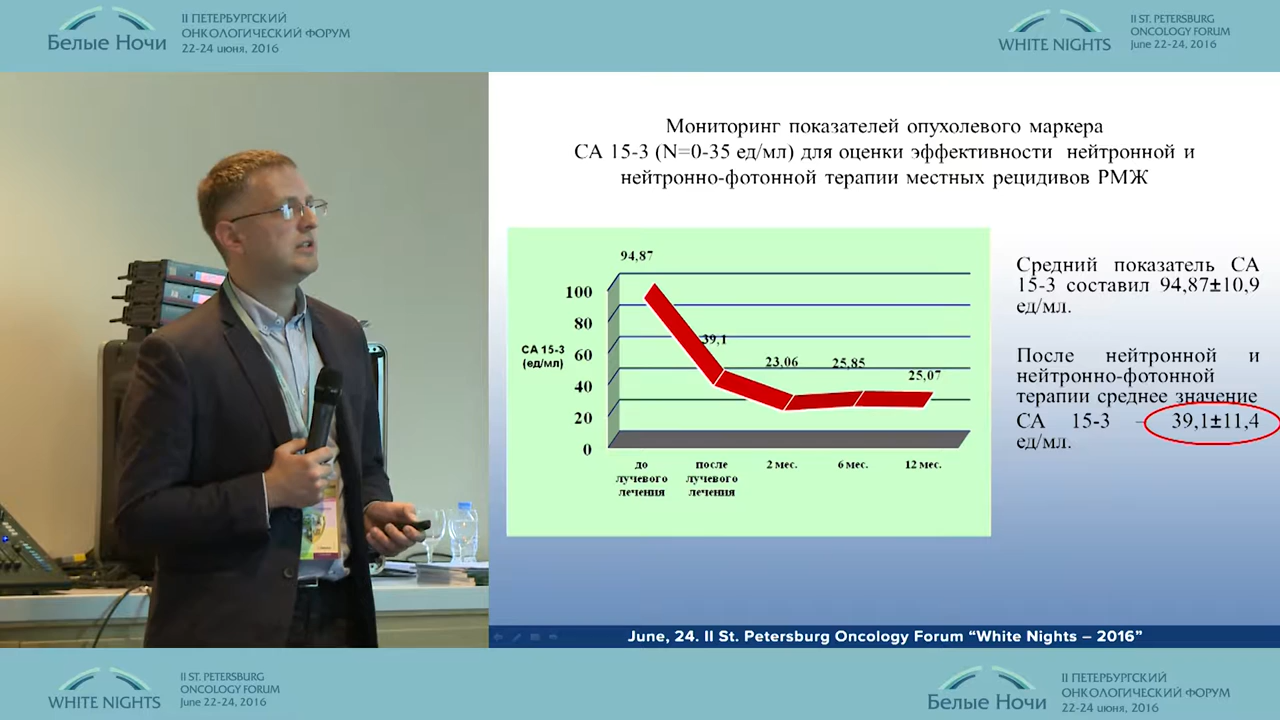 Белые Ночи
II ПЕТЕРБУРГСКИЙ
ОНКОЛОГИЧЕСКИЙ ФОРУМ
22-24 июня, 2016
WHITE NIGHTS
II ST. PETERSBURG
ONCOLOGY FORUM
June 22-24, 2016
Мониторинг показателей опухолевого маркера
СА 15-3 (N=0-35 ед/мл) для оценки эффективности нейтронной и
нейтронно-фотонной терапии местных рецидивов РМЖ
94,87
39,1
23,06
25,85
25,07
100
80
60
40
20
0
СА 15-3
(ед/мл)
до
лучевого
лечения
после
лучевого
лечения
2 мес.
6 мес.
12 мес.
Средний показатель СА
15-3 составил 94,87±10,9
ед/мл.
После нейтронной и
нейтронно-фотонной
терапии среднее значение
СА 15-3 – 39,1±11,4
ед/мл.
June, 24. II St. Petersburg Oncology Forum “White Nights – 2016”
WHITE NIGHTS
II ST. PETERSBURG
ONCOLOGY FORUM
June 22-24, 2016
Белые Ночи
II ПЕТЕРБУРГСКИЙ
ОНКОЛОГИЧЕСКИЙ ФОРУМ
22-24 июня, 2016